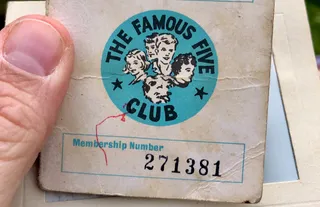 THE FAMOUS FIVE
CLUB
Membership Number
271381